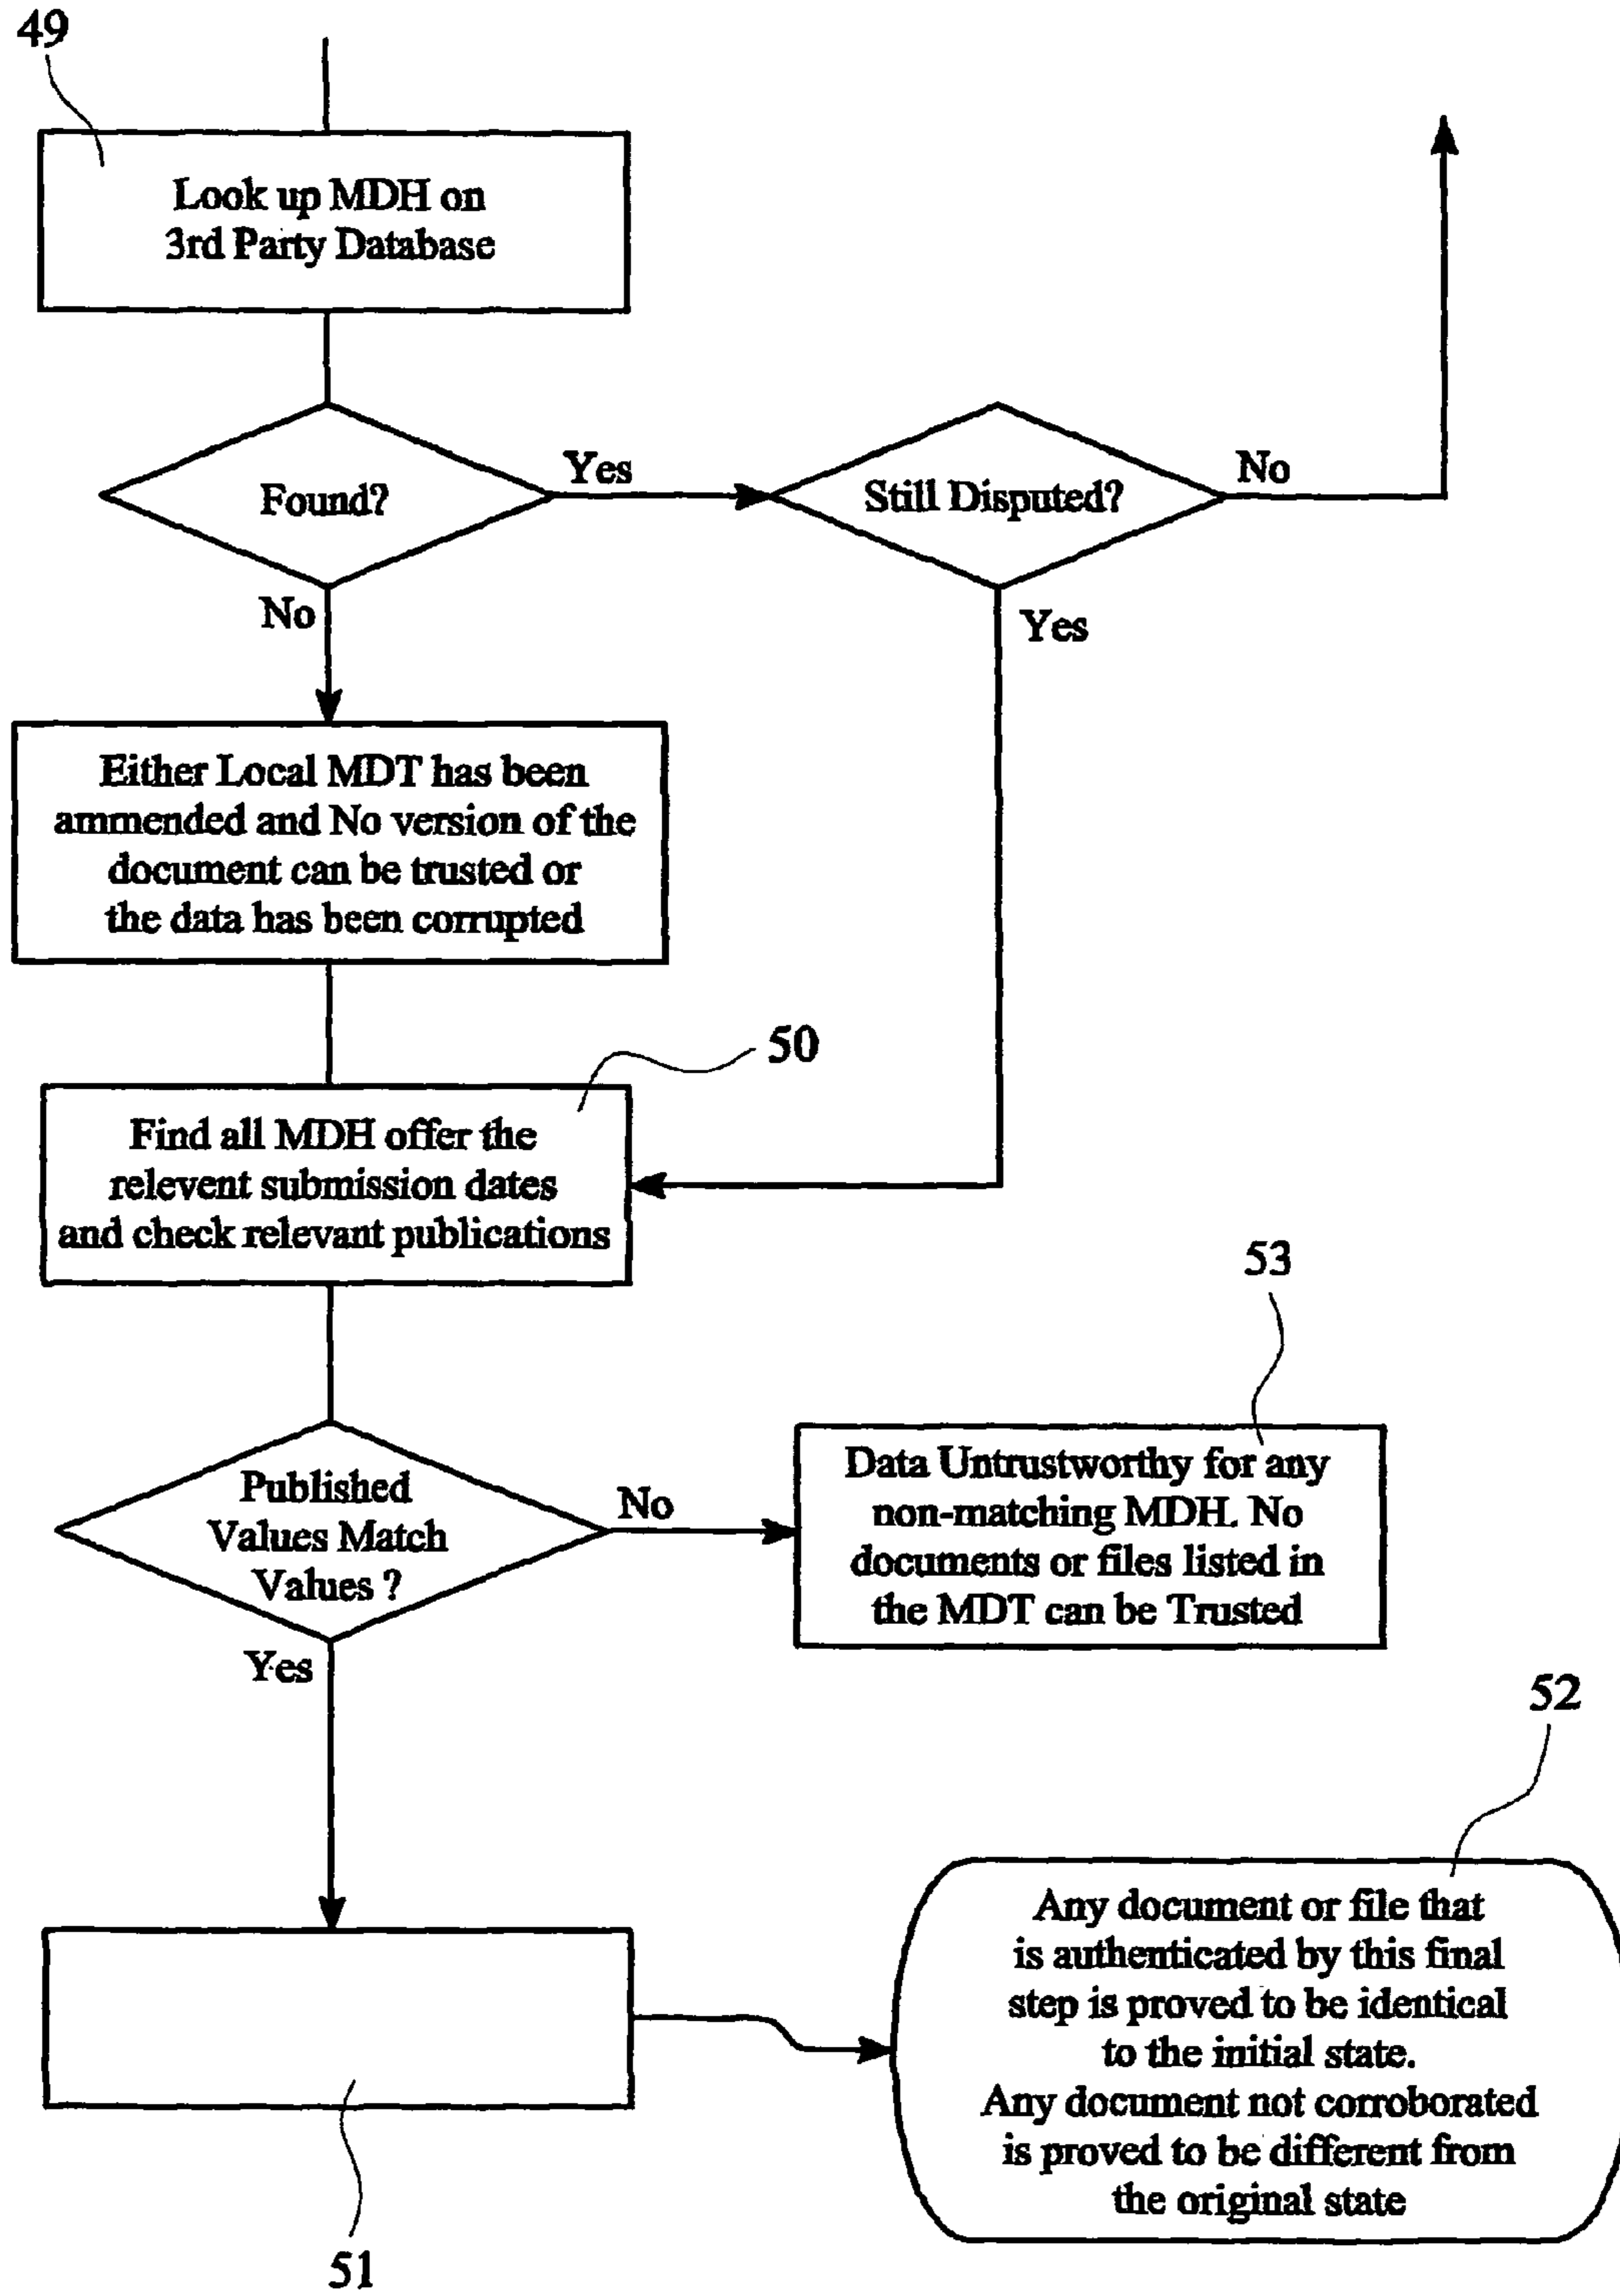 49
Look up MDH on
3rd Party Database
Found?
Yes
Still Disputed?
No
No
Yes
Either Local MDT has been
ammended and No version of the
document can be trusted or
the data has been corrupted
50
Find all MDH offer the
relevent submission dates
and check relevant publications
53
Published
Values Match
Values ?
No
Data Untrustworthy for any
non-matching MDH. No
documents or files listed in
the MDT can be Trusted
Yes
52
Any document or file that
is authenticated by this final
step is proved to be identical
to the initial state.
Any document not corroborated
is proved to be different from
the original state
51